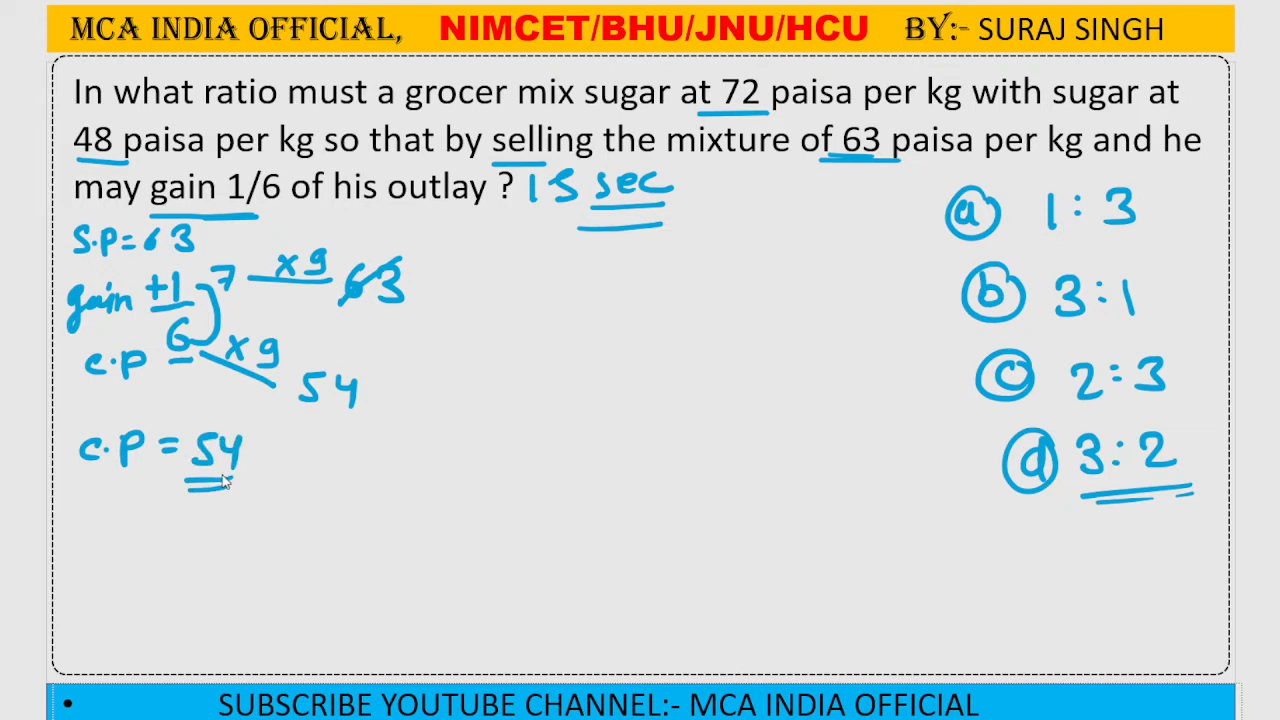 MCA INDIA OFFICIAL, NIMCET/BHU/JNU/HCU BY:- SURAJ SINGH
In what ratio must a grocer mix sugar at 72 paisa per kg with sugar at
48 paisa per kg so that by selling the mixture of 63 paisa per kg and he
may gain 1/6 of his outlay ? 15 sec
S.P = 63
gain +1/6 7 x9 63
C.P x9 54
C.P = 54
a 1 : 3
b 3 : 1
c 2 : 3
d 3 : 2
• SUBSCRIBE YOUTUBE CHANNEL:- MCA INDIA OFFICIAL